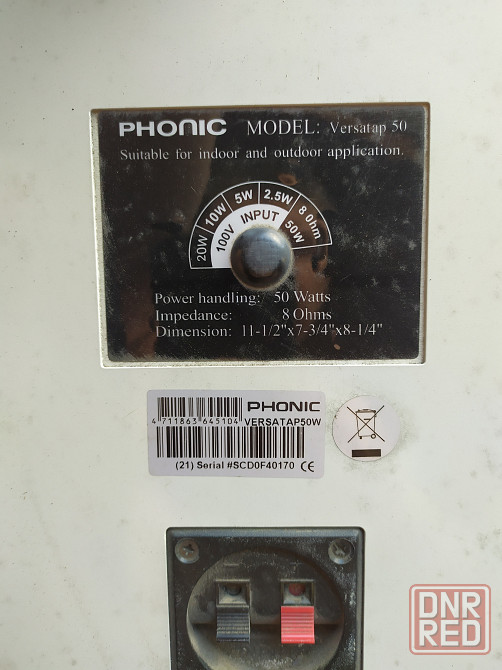 PHONIC MODEL: Versatap 50
Suitable for indoor and outdoor application.
20W 10W 5W 2.5W 8 Ohm
100V INPUT 50W
Power handling: 50 Watts
Impedance: 8 Ohms
Dimension: 11-1/2"x7-3/4"x8-1/4"
PHONIC
4 711863 645104 VERSATAP50W
(21) Serial #SCD0F40170 CE
DNR
RED